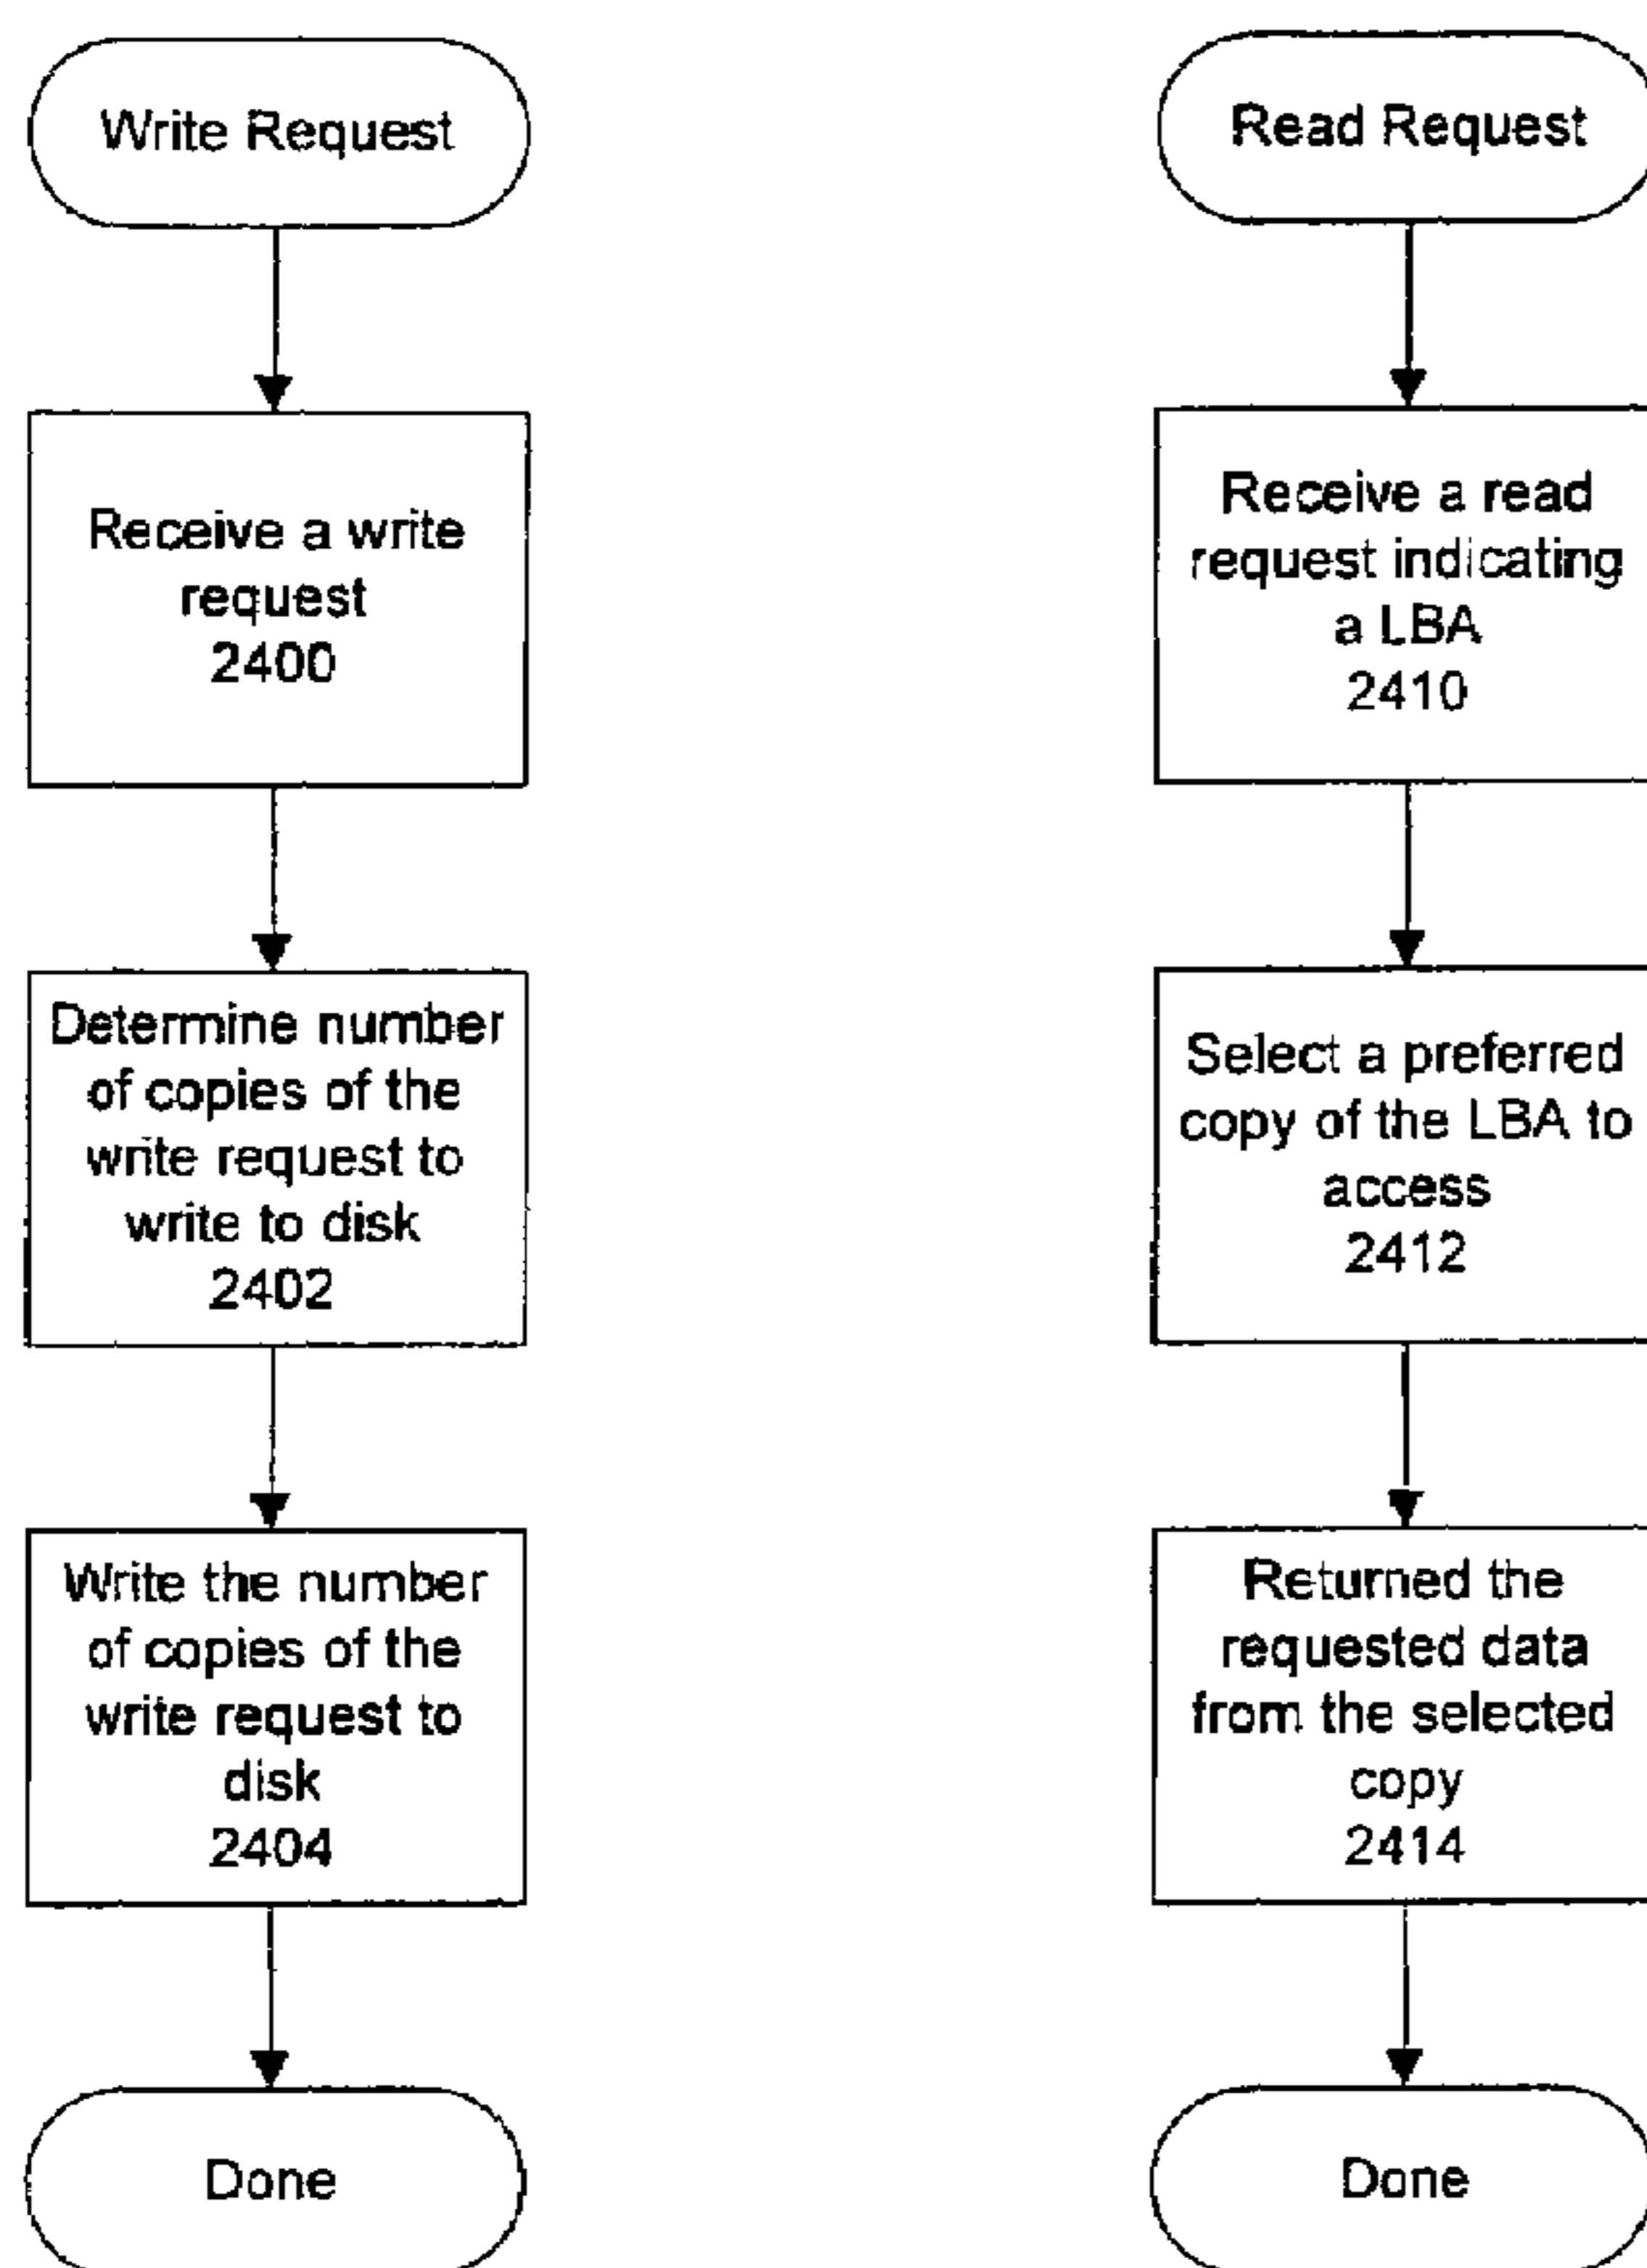 Write Request
Receive a write
request
2400
Determine number
of copies of the
write request to
write to disk
2402
Write the number
of copies of the
write request to
disk
2404
Done
Read Request
Receive a read
request indicating
a LBA
2410
Select a preferred
copy of the LBA to
access
2412
Returned the
requested data
from the selected
copy
2414
Done